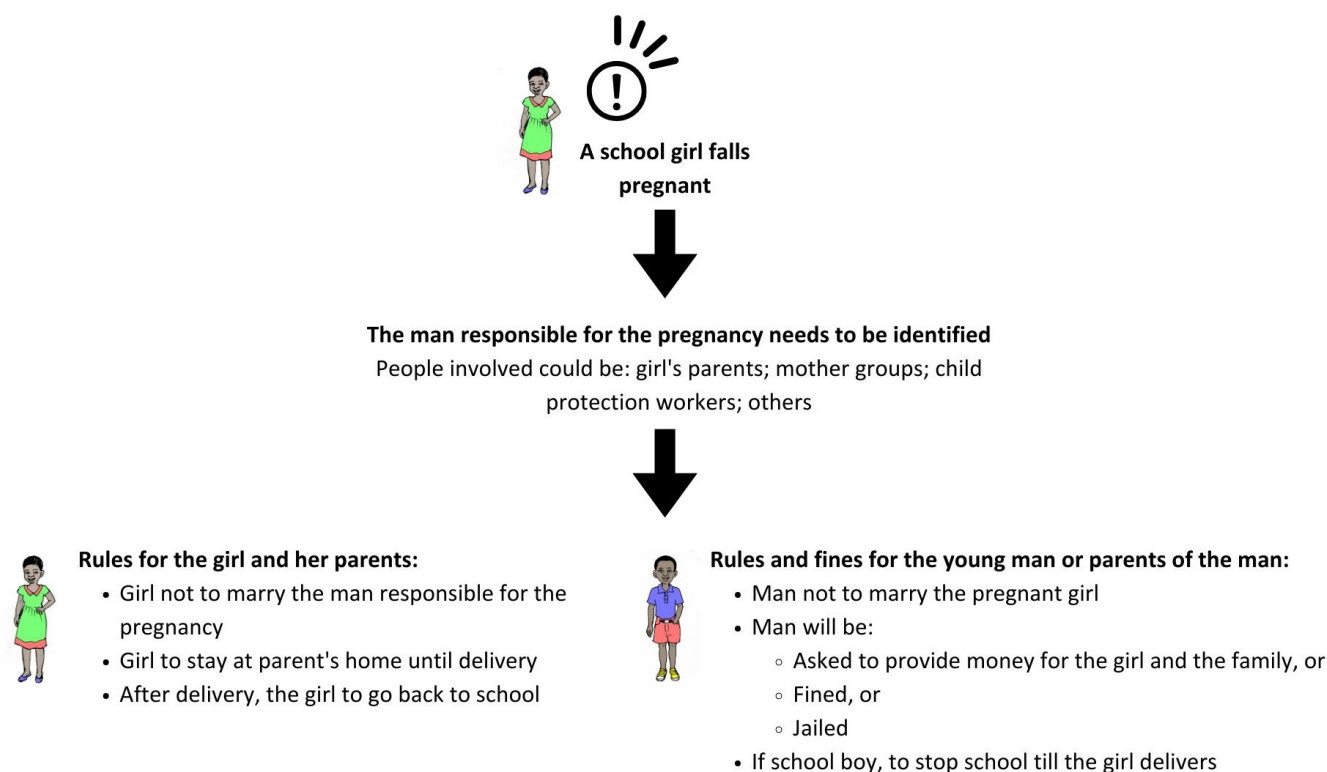 !
A school girl falls
pregnant
The man responsible for the pregnancy needs to be identified
People involved could be: girl's parents; mother groups; child
protection workers; others
Rules for the girl and her parents:
• Girl not to marry the man responsible for the
pregnancy
• Girl to stay at parent's home until delivery
• After delivery, the girl to go back to school
Rules and fines for the young man or parents of the man:
• Man not to marry the pregnant girl
• Man will be:
◦ Asked to provide money for the girl and the family, or
◦ Fined, or
◦ Jailed
• If school boy, to stop school till the girl delivers